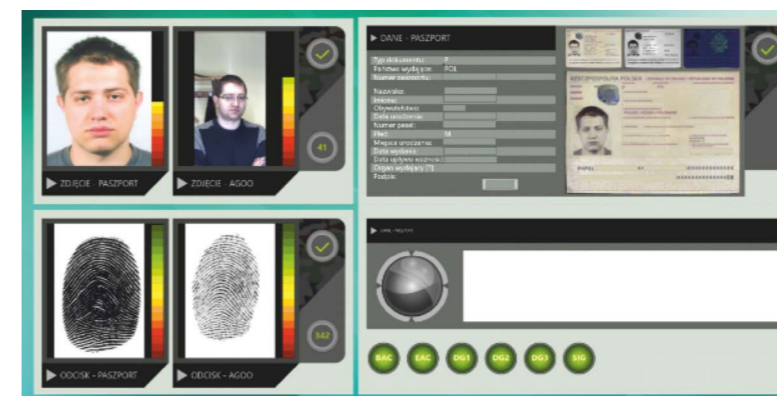 ZDJĘCIE - PASZPORT
ZDJĘCIE - AGOO
41
ODCISK - PASZPORT
ODCISK - AGOO
342
DANE - PASZPORT
Typ dokumentu: P
Państwo wydające: POL
Numer paszportu:
Nazwisko:
Imiona:
Obywatelstwo:
Data urodzenia:
Numer pesel:
Płeć: M
Miejsce urodzenia:
Data wydania:
Data upływu ważności:
Organ wydający [?]
Podpis:
RZECZPOSPOLITA POLSKA
DANE - PASZPORT
BAC
EAC
DG1
DG2
DG3
SIG